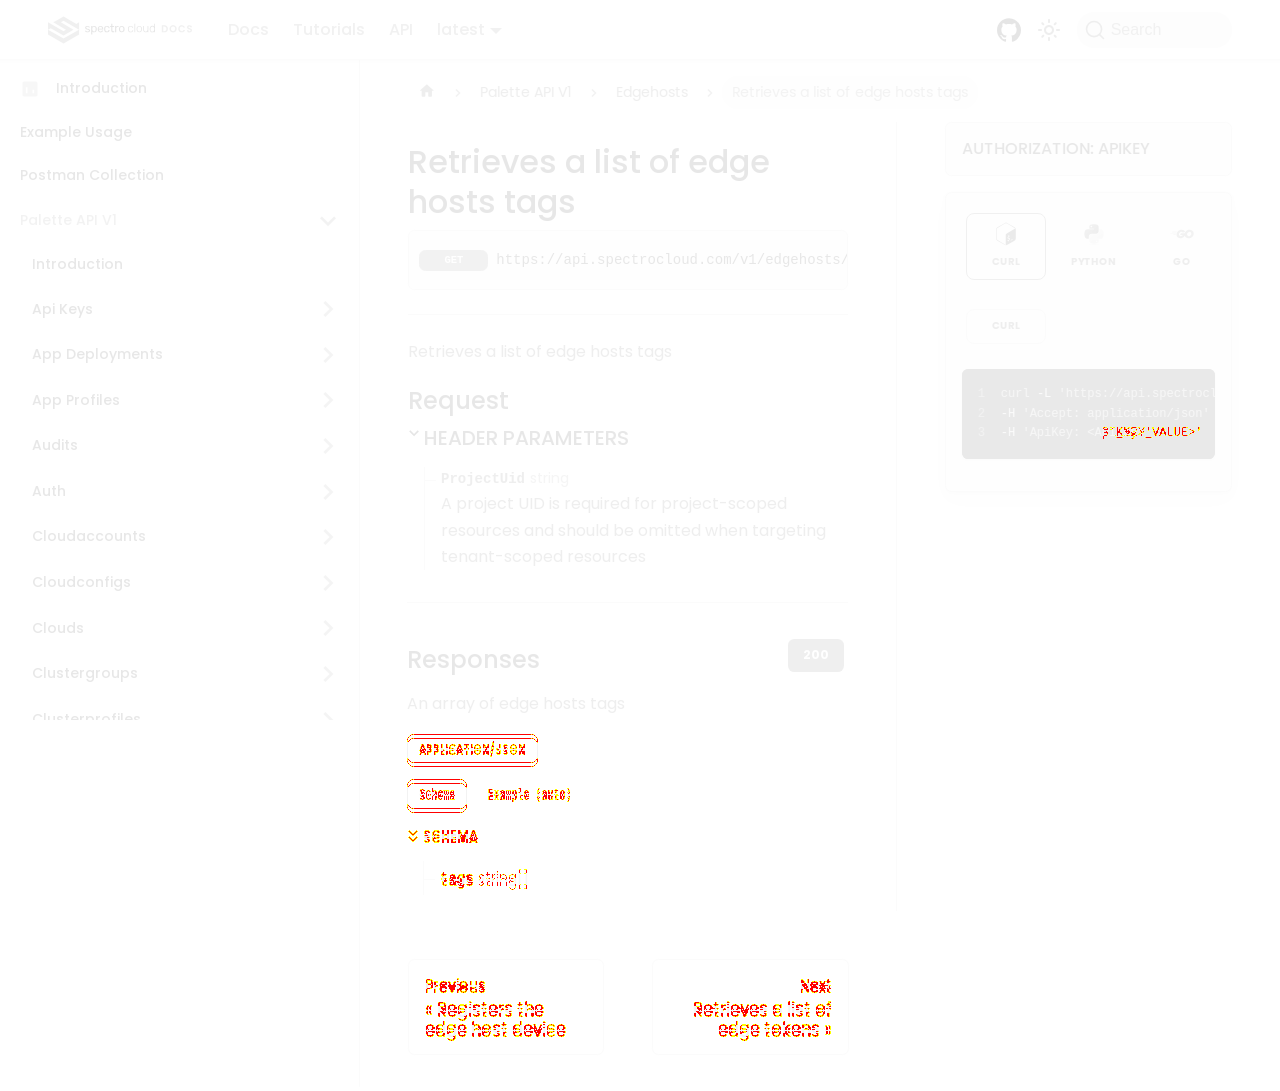 spectro cloud DOCS
Docs
Tutorials
API
latest
Search
Introduction
Example Usage
Postman Collection
Palette API V1
Introduction
Api Keys
App Deployments
App Profiles
Audits
Auth
Cloudaccounts
Cloudconfigs
Clouds
Clustergroups
Clusterprofiles
Palette API V1
Edgehosts
Retrieves a list of edge hosts tags
Retrieves a list of edge
hosts tags
GET https://api.spectrocloud.com/v1/edgehosts/
Retrieves a list of edge hosts tags
Request
HEADER PARAMETERS
ProjectUid string
A project UID is required for project-scoped
resources and should be omitted when targeting
tenant-scoped resources
Responses
200
An array of edge hosts tags
APPLICATION/JSON
Schema
Example (auto)
SCHEMA
tags string[]
Previous
« Registers the
edge host device
Next
Retrieves a list of
edge tokens »
AUTHORIZATION: APIKEY
CURL
PYTHON
GO
GO
CURL
1 curl -L 'https://api.spectrocl
2 -H 'Accept: application/json'
3 -H 'ApiKey: